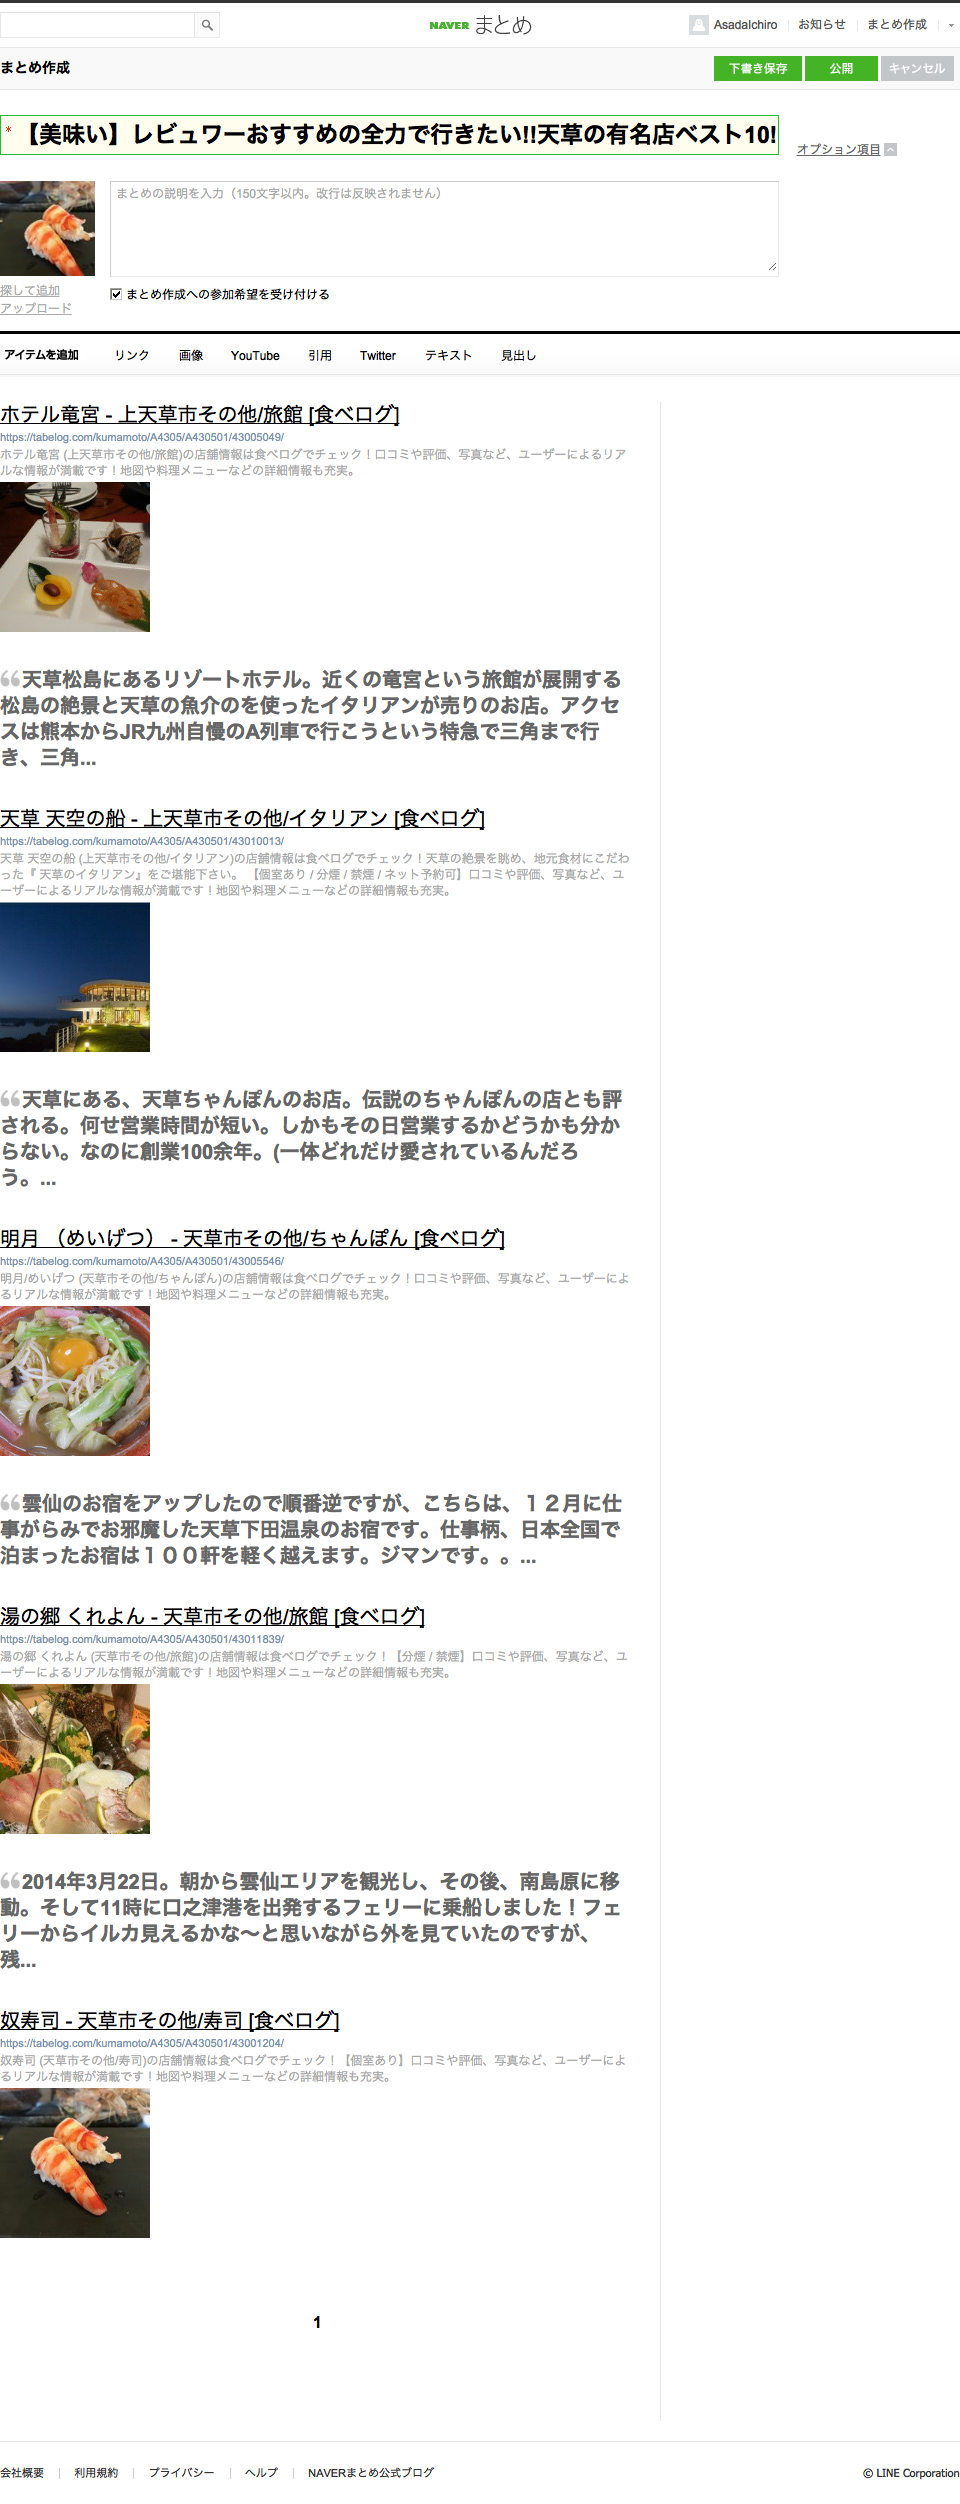 NAVER まとめ
AsadaIchiro お知らせ まとめ作成
まとめ作成
下書き保存 公開 キャンセル
* 【美味い】レビュワーおすすめの全力で行きたい!!天草の有名店ベスト10!
オプション項目
まとめの説明を入力（150文字以内。改行は反映されません）
探して追加
アップロード
まとめ作成への参加希望を受け付ける
アイテムを追加 リンク 画像 YouTube 引用 Twitter テキスト 見出し
ホテル竜宮 - 上天草市その他/旅館 [食べログ]
https://tabelog.com/kumamoto/A4305/A430501/43005049/
ホテル竜宮 (上天草市その他/旅館)の店舗情報は食べログでチェック！口コミや評価、写真など、ユーザーによるリア
ルな情報が満載です！地図や料理メニューなどの詳細情報も充実。
“天草松島にあるリゾートホテル。近くの竜宮という旅館が展開する
松島の絶景と天草の魚介のを使ったイタリアンが売りのお店。アクセ
スは熊本からJR九州自慢のA列車で行こうという特急で三角まで行
き、三角...
天草 天空の船 - 上天草市その他/イタリアン [食べログ]
https://tabelog.com/kumamoto/A4305/A430501/43010013/
天草 天空の船 (上天草市その他/イタリアン)の店舗情報は食べログでチェック！天草の絶景を眺め、地元食材にこだわ
った『 天草のイタリアン』をご堪能下さい。 【個室あり / 分煙 / 禁煙 / ネット予約可】口コミや評価、写真など、ユ
ーザーによるリアルな情報が満載です！地図や料理メニューなどの詳細情報も充実。
“天草にある、天草ちゃんぽんのお店。伝説のちゃんぽんの店とも評
される。何せ営業時間が短い。しかもその日営業するかどうかも分か
らない。なのに創業100余年。(一体どれだけ愛されているんだろ
う。...
明月 （めいげつ） - 天草市その他/ちゃんぽん [食べログ]
https://tabelog.com/kumamoto/A4305/A430501/43005546/
明月/めいげつ (天草市その他/ちゃんぽん)の店舗情報は食べログでチェック！口コミや評価、写真など、ユーザーによ
るリアルな情報が満載です！地図や料理メニューなどの詳細情報も充実。
“雲仙のお宿をアップしたので順番逆ですが、こちらは、１２月に仕
事がらみでお邪魔した天草下田温泉のお宿です。仕事柄、日本全国で
泊まったお宿は１００軒を軽く越えます。ジマンです。。...
湯の郷 くれよん - 天草市その他/旅館 [食べログ]
https://tabelog.com/kumamoto/A4305/A430501/43011839/
湯の郷 くれよん (天草市その他/旅館)の店舗情報は食べログでチェック！【分煙 / 禁煙】口コミや評価、写真など、ユ
ーザーによるリアルな情報が満載です！地図や料理メニューなどの詳細情報も充実。
“2014年3月22日。朝から雲仙エリアを観光し、その後、南島原に移
動。そして11時に口之津港を出発するフェリーに乗船しました！フェ
リーからイルカ見えるかな〜と思いながら外を見ていたのですが、
残...
奴寿司 - 天草市その他/寿司 [食べログ]
https://tabelog.com/kumamoto/A4305/A430501/43001204/
奴寿司 (天草市その他/寿司)の店舗情報は食べログでチェック！【個室あり】口コミや評価、写真など、ユーザーによ
るリアルな情報が満載です！地図や料理メニューなどの詳細情報も充実。
1
会社概要 利用規約 プライバシー ヘルプ NAVERまとめ公式ブログ
© LINE Corporation